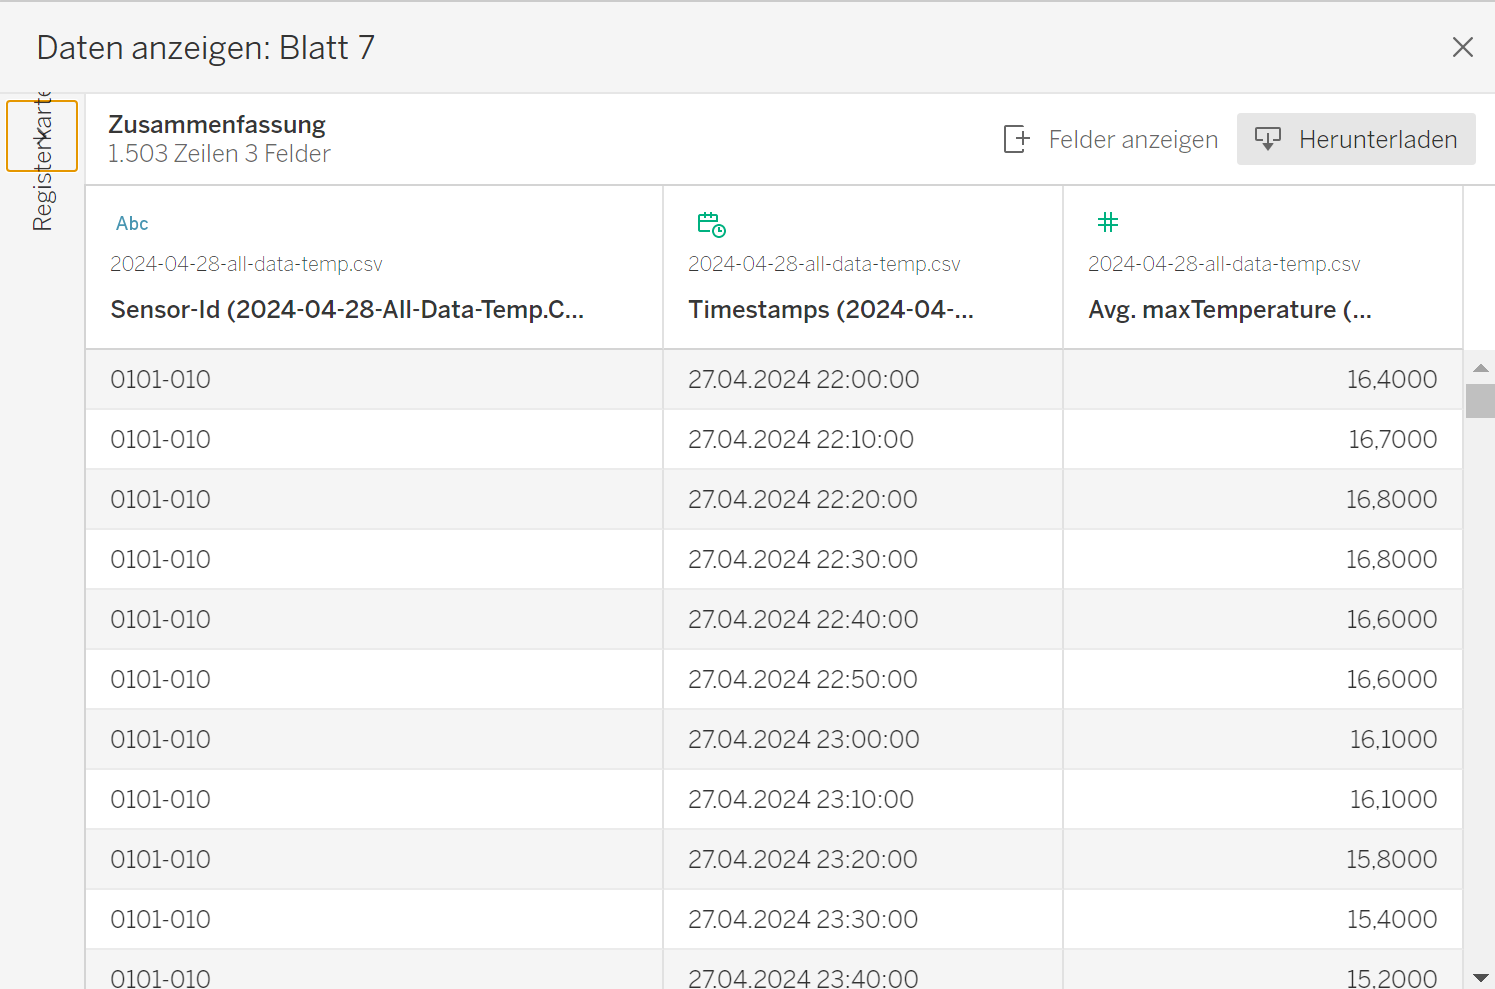 Daten anzeigen: Blatt 7
Registerkarte
Zusammenfassung
1.503 Zeilen 3 Felder
Felder anzeigen
Herunterladen
Abc
2024-04-28-all-data-temp.csv 2024-04-28-all-data-temp.csv 2024-04-28-all-data-temp.csv
Sensor-Id (2024-04-28-All-Data-Temp.C... Timestamps (2024-04-... Avg. maxTemperature (...
0101-010 27.04.2024 22:00:00 16,4000
0101-010 27.04.2024 22:10:00 16,7000
0101-010 27.04.2024 22:20:00 16,8000
0101-010 27.04.2024 22:30:00 16,8000
0101-010 27.04.2024 22:40:00 16,6000
0101-010 27.04.2024 22:50:00 16,6000
0101-010 27.04.2024 23:00:00 16,1000
0101-010 27.04.2024 23:10:00 16,1000
0101-010 27.04.2024 23:20:00 15,8000
0101-010 27.04.2024 23:30:00 15,4000
0101-010 27.04.2024 23:40:00 15,2000